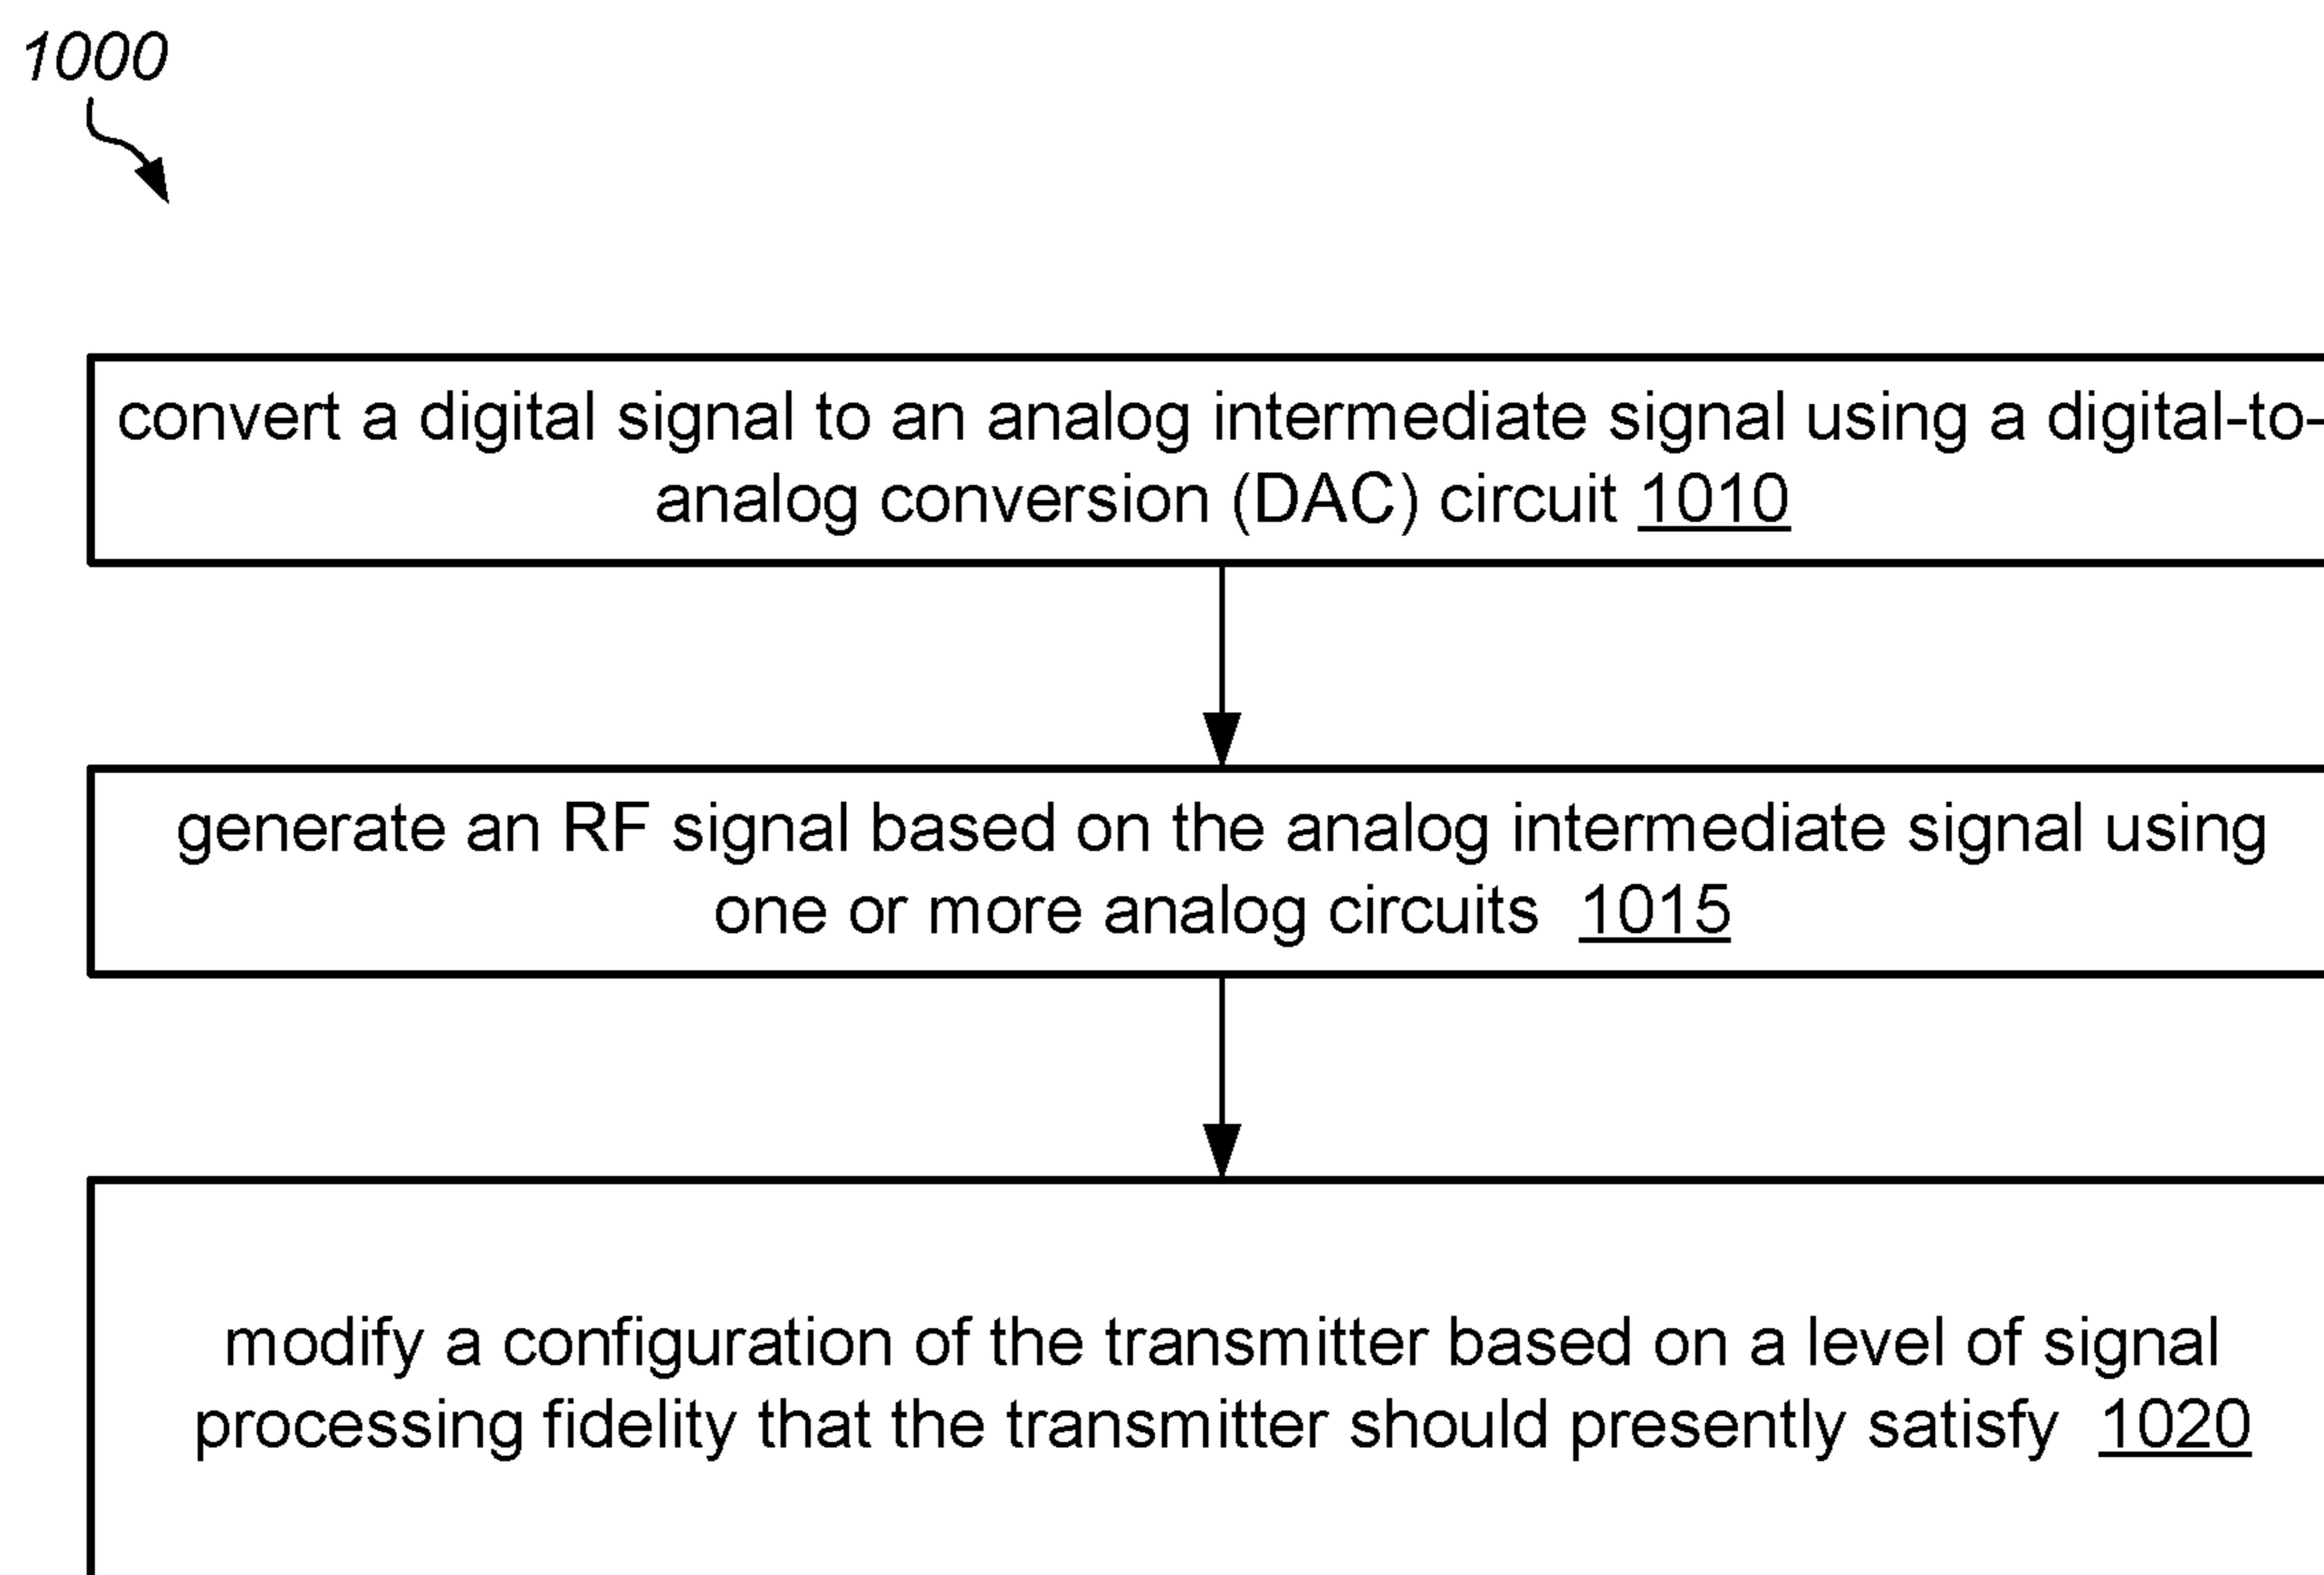 1000
convert a digital signal to an analog intermediate signal using a digital-to-
analog conversion (DAC) circuit 1010
generate an RF signal based on the analog intermediate signal using
one or more analog circuits 1015
modify a configuration of the transmitter based on a level of signal
processing fidelity that the transmitter should presently satisfy 1020